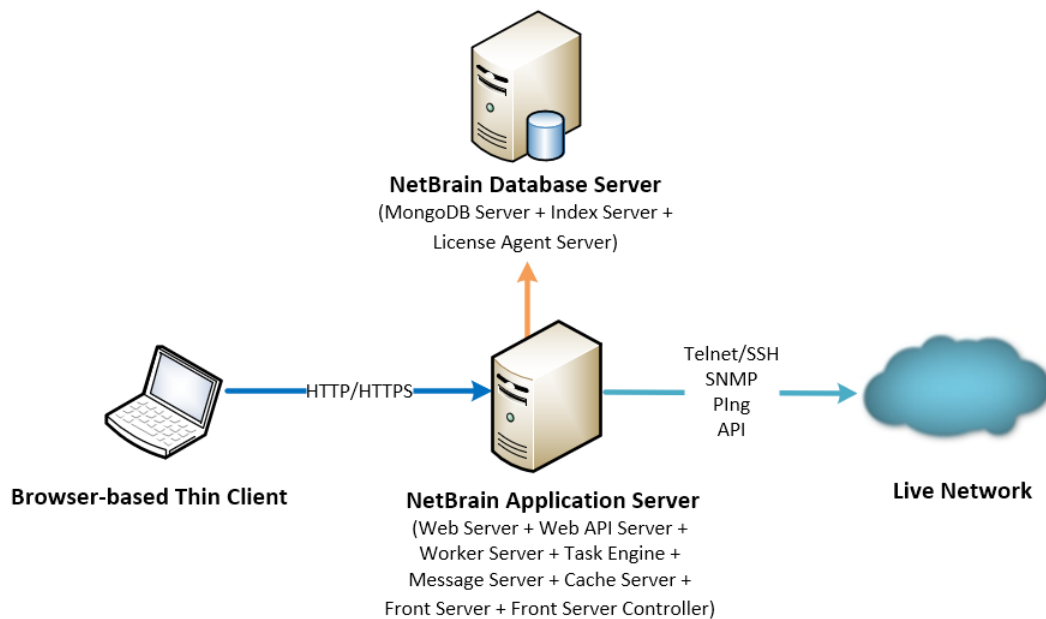 NetBrain Database Server
(MongoDB Server + Index Server +
License Agent Server)
HTTP/HTTPS
Telnet/SSH
SNMP
PIng
API
Browser-based Thin Client
NetBrain Application Server
(Web Server + Web API Server +
Worker Server + Task Engine +
Message Server + Cache Server +
Front Server + Front Server Controller)
Live Network